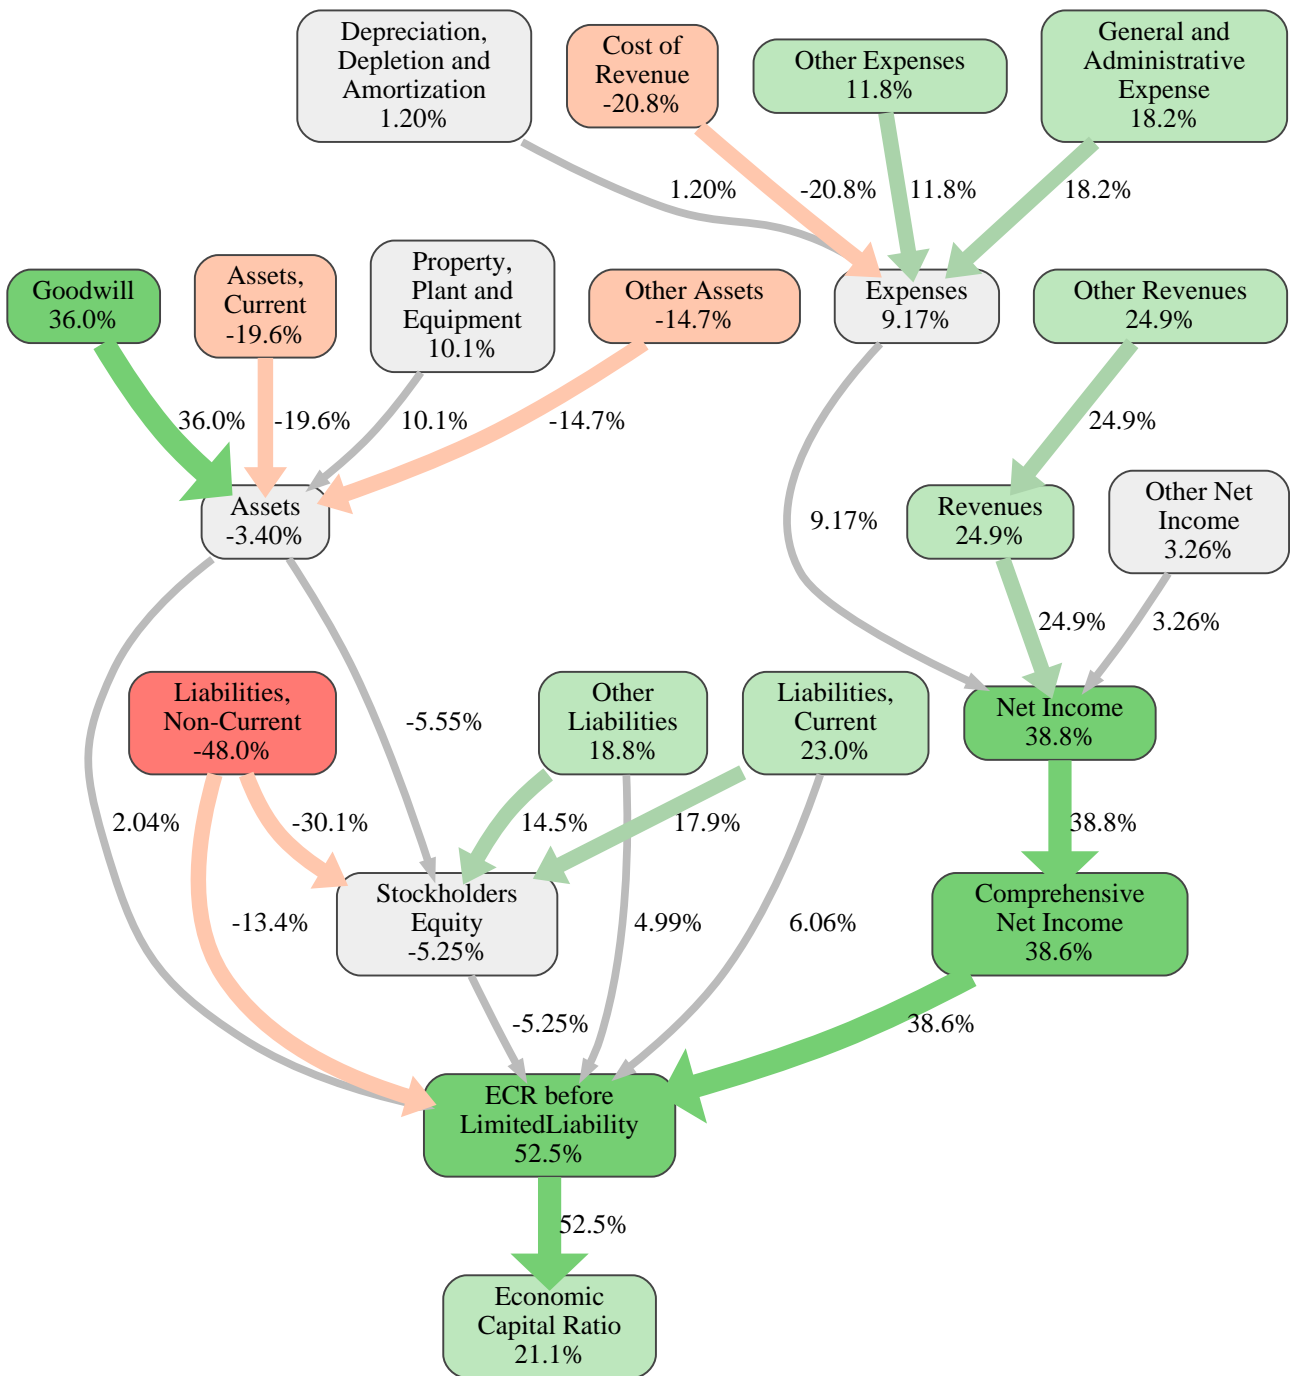 Depreciation,
Depletion and
Amortization
1.20%
Cost of
Revenue
-20.8%
Other Expenses
11.8%
General and
Administrative
Expense
18.2%
1.20%
-20.8%
11.8%
18.2%
Goodwill
36.0%
Assets,
Current
-19.6%
Property,
Plant and
Equipment
10.1%
Other Assets
-14.7%
Expenses
9.17%
Other Revenues
24.9%
36.0%
-19.6%
10.1%
-14.7%
24.9%
Assets
-3.40%
9.17%
Revenues
24.9%
Other Net
Income
3.26%
24.9%
3.26%
Liabilities,
Non-Current
-48.0%
-5.55%
Other
Liabilities
18.8%
Liabilities,
Current
23.0%
Net Income
38.8%
2.04%
-30.1%
14.5%
17.9%
38.8%
Stockholders
Equity
-5.25%
-13.4%
4.99%
6.06%
Comprehensive
Net Income
38.6%
-5.25%
38.6%
ECR before
LimitedLiability
52.5%
52.5%
Economic
Capital Ratio
21.1%